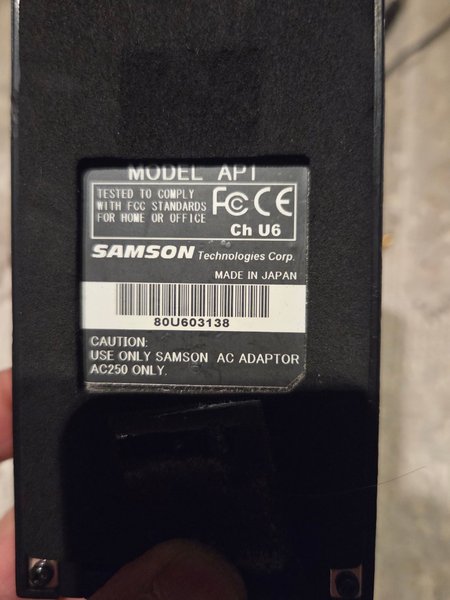 MODEL AP1
TESTED TO COMPLY
WITH FCC STANDARDS
FOR HOME OR OFFICE
FC CE
Ch U6
SAMSON Technologies Corp.
MADE IN JAPAN
80U603138
CAUTION:
USE ONLY SAMSON AC ADAPTOR
AC250 ONLY.